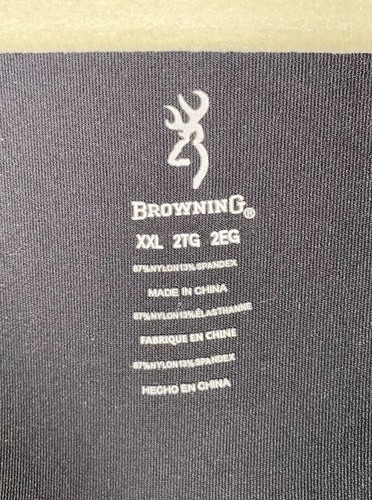 BROWNING®
XXL 2TG 2EG
87%NYLON13%SPANDEX
MADE IN CHINA
87%NYLON13%ÉLASTHANNE
FABRIQUE EN CHINE
87%NYLON13%SPANDEX
HECHO EN CHINA